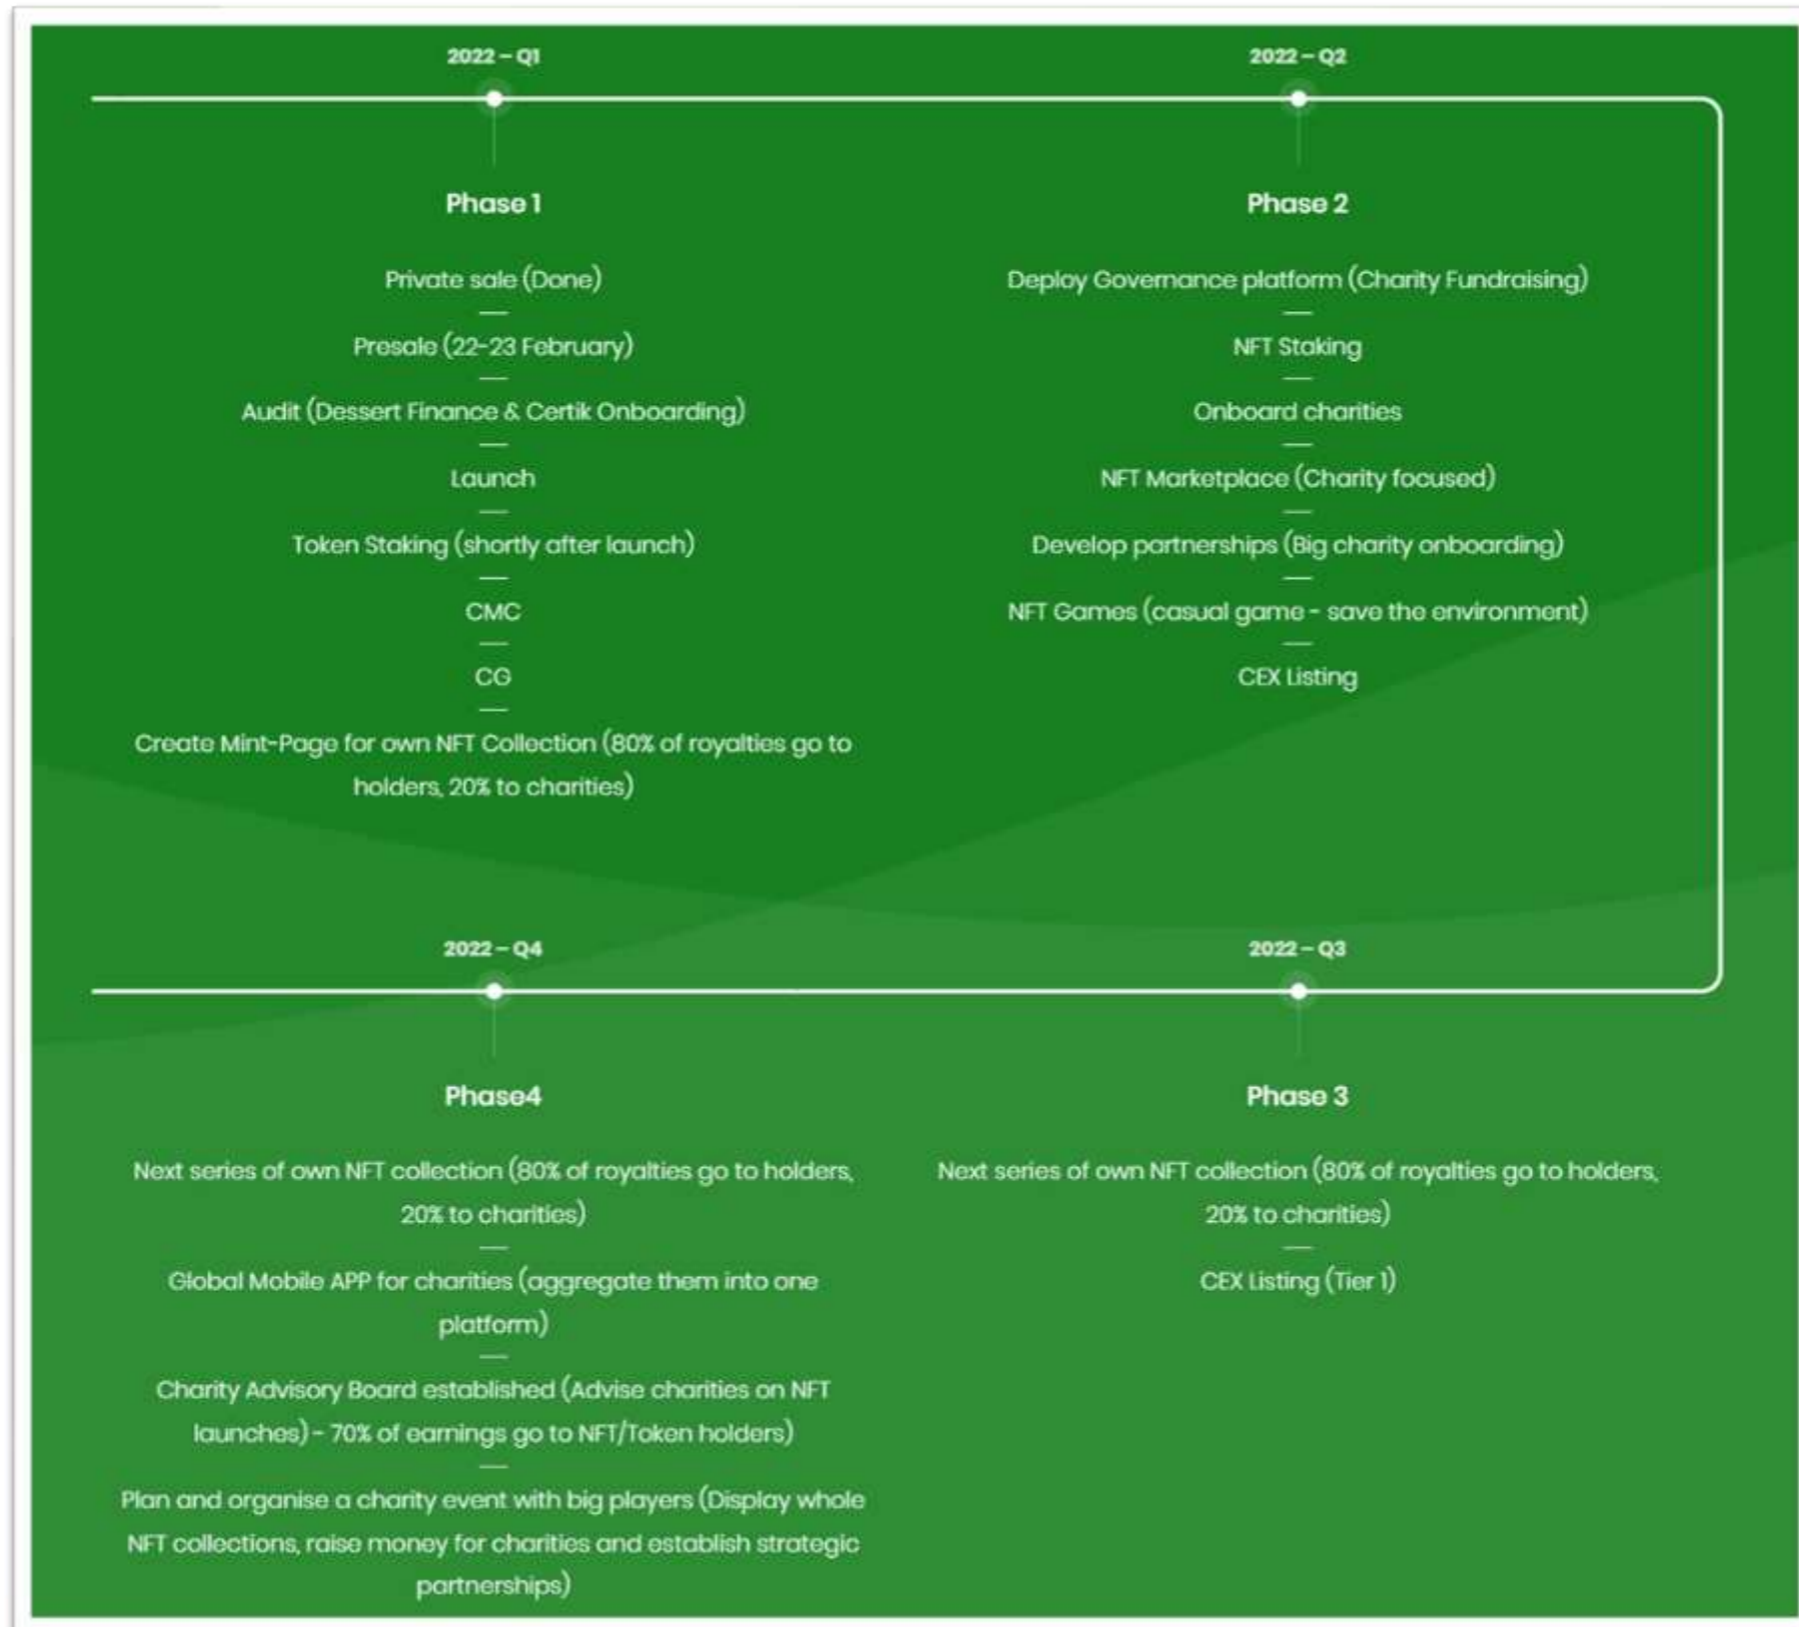 2022 – Q1
Phase 1
Private sale (Done)
Presale (22-23 February)
Audit (Dessert Finance & Certik Onboarding)
Launch
Token Staking (shortly after launch)
CMC
CG
Create Mint-Page for own NFT Collection (80% of royalties go to
holders, 20% to charities)
2022 – Q2
Phase 2
Deploy Governance platform (Charity Fundraising)
NFT Staking
Onboard charities
NFT Marketplace (Charity focused)
Develop partnerships (Big charity onboarding)
NFT Games (casual game - save the environment)
CEX Listing
2022 – Q3
Phase 3
Next series of own NFT collection (80% of royalties go to holders,
20% to charities)
CEX Listing (Tier 1)
2022 – Q4
Phase4
Next series of own NFT collection (80% of royalties go to holders,
20% to charities)
Global Mobile APP for charities (aggregate them into one
platform)
Charity Advisory Board established (Advise charities on NFT
launches) - 70% of earnings go to NFT/Token holders)
Plan and organise a charity event with big players (Display whole
NFT collections, raise money for charities and establish strategic
partnerships)